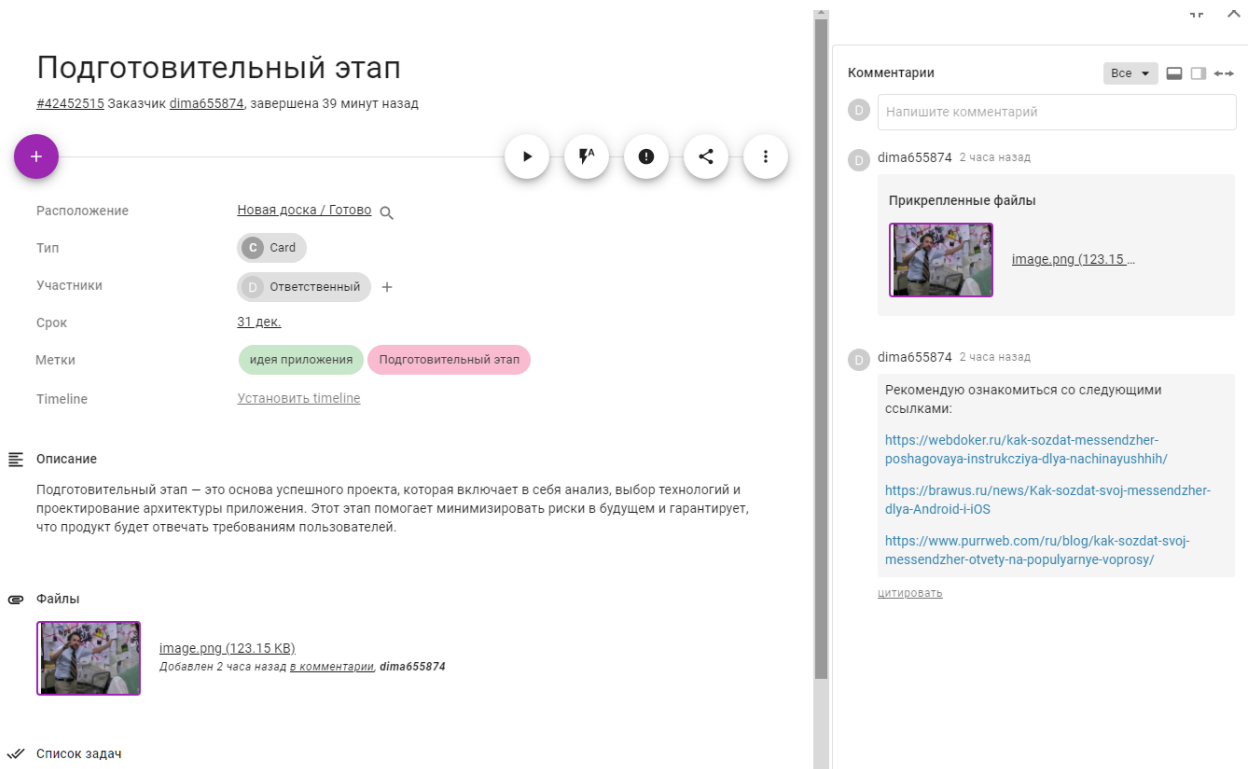 Подготовительный этап
#42452515 Заказчик dima655874, завершена 39 минут назад
Расположение
Новая доска / Готово
Тип
C Card
Участники
D Ответственный +
Срок
31 дек.
Метки
идея приложения Подготовительный этап
Timeline
Установить timeline
Описание
Подготовительный этап — это основа успешного проекта, которая включает в себя анализ, выбор технологий и
проектирование архитектуры приложения. Этот этап помогает минимизировать риски в будущем и гарантирует,
что продукт будет отвечать требованиям пользователей.
Файлы
image.png (123.15 KB)
Добавлен 2 часа назад в комментарии, dima655874
Список задач
Комментарии
Все
D
Напишите комментарий
D dima655874 2 часа назад
Прикрепленные файлы
image.png (123.15 ...
D dima655874 2 часа назад
Рекомендую ознакомиться со следующими
ссылками:
https://webdoker.ru/kak-sozdat-messendzher-
poshagovaya-instrukcziya-dlya-nachinayushhih/
https://brawus.ru/news/Kak-sozdat-svoj-messendzher-
dlya-Android-i-iOS
https://www.purrweb.com/ru/blog/kak-sozdat-svoj-
messendzher-otvety-na-populyarnye-voprosy/
цитировать